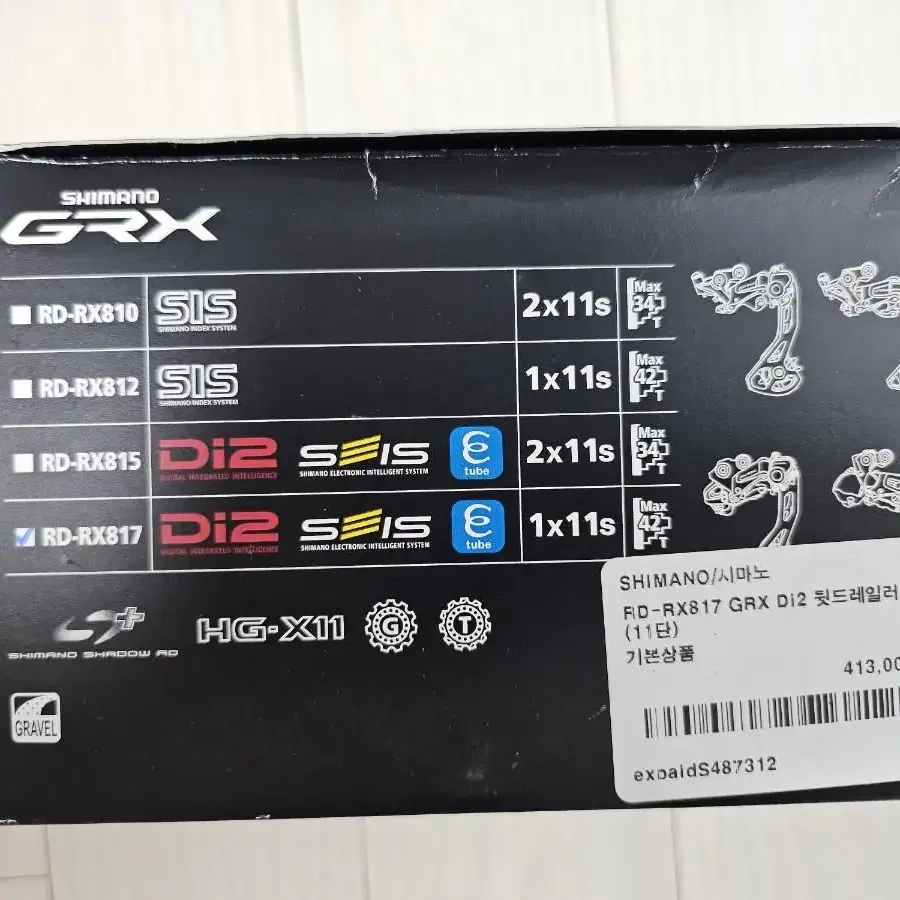 SHIMANO
GRX
RD-RX810 SIS SHIMANO INDEX SYSTEM 2x11s Max 34T
RD-RX812 SIS SHIMANO INDEX SYSTEM 1x11s Max 42T
RD-RX815 Di2 DIGITAL INTEGRATED INTELLIGENCE SEIS SHIMANO ELECTRONIC INTELLIGENT SYSTEM E tube 2x11s Max 34T
RD-RX817 Di2 DIGITAL INTEGRATED INTELLIGENCE SEIS SHIMANO ELECTRONIC INTELLIGENT SYSTEM E tube 1x11s Max 42T
S+
SHIMANO SHADOW RD
HG-X11 G T
GRAVEL
SHIMANO/시마노
RD-RX817 GRX Di2 뒷드레일러
(11단)
기본상품
413,00
expaidS487312